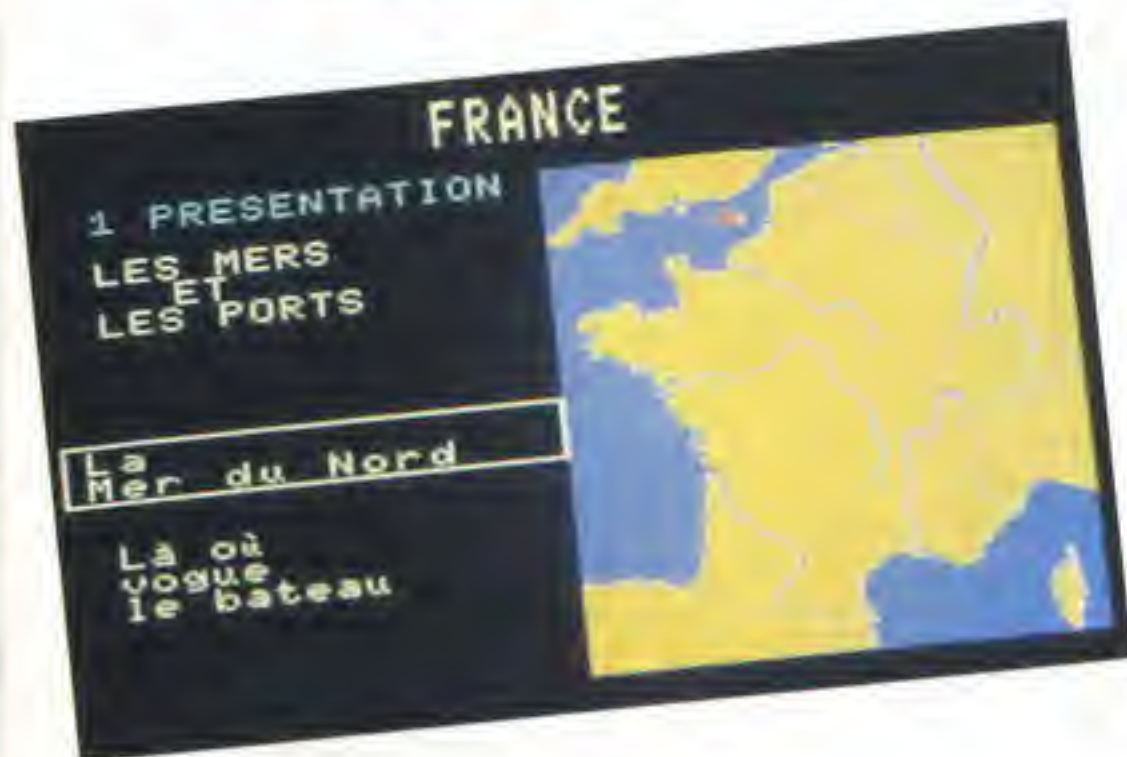 FRANCE
1 PRESENTATION
LES MERS
ET
LES PORTS
La
Mer du Nord
Là où
vogue
le bateau